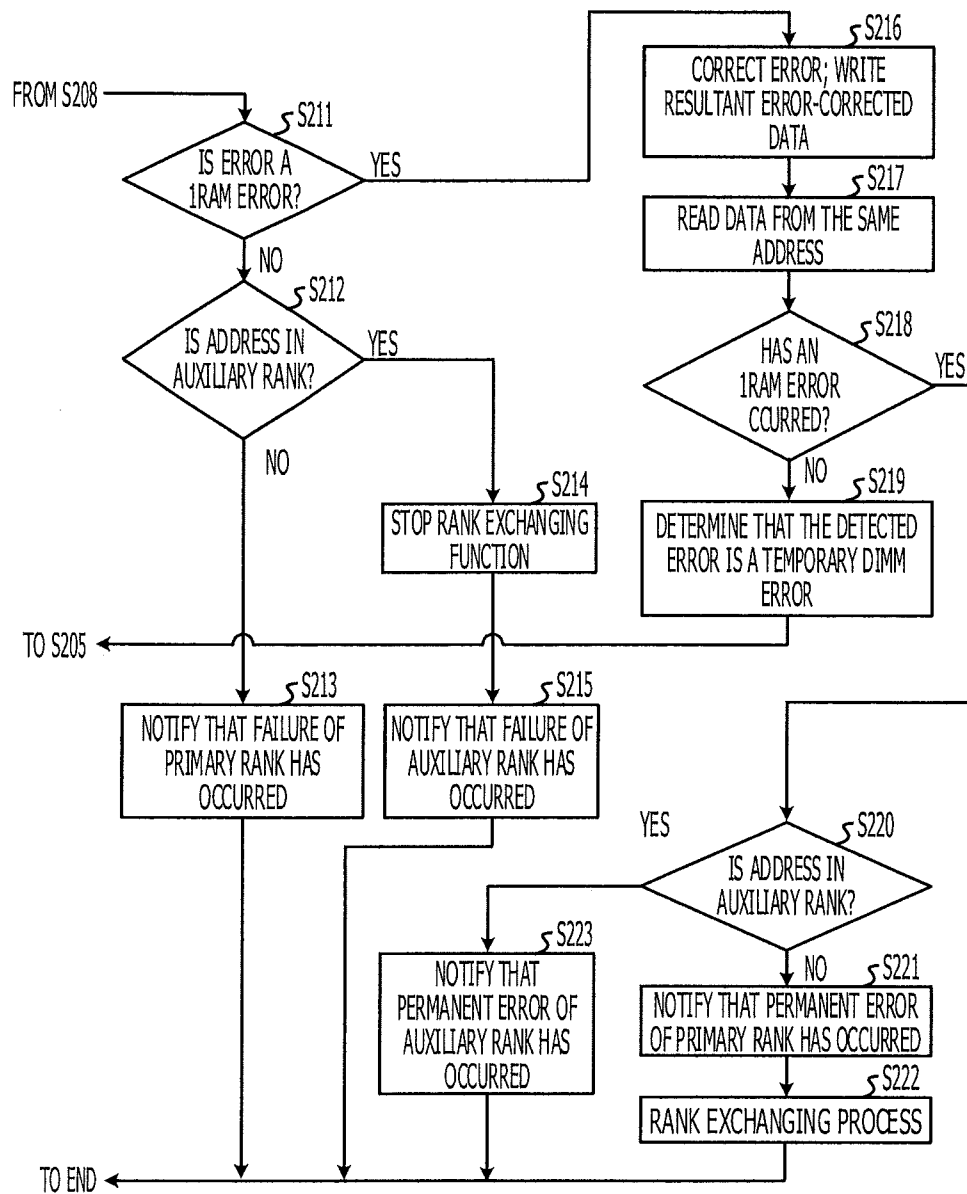 FROM S208
S211
IS ERROR A
1RAM ERROR?
YES
NO
S212
IS ADDRESS IN
AUXILIARY RANK?
YES
NO
S214
STOP RANK EXCHANGING
FUNCTION
S216
CORRECT ERROR; WRITE
RESULTANT ERROR-CORRECTED
DATA
S217
READ DATA FROM THE SAME
ADDRESS
S218
HAS AN
1RAM ERROR
CCURRED?
YES
NO
S219
DETERMINE THAT THE DETECTED
ERROR IS A TEMPORARY DIMM
ERROR
TO S205
S213
NOTIFY THAT FAILURE OF
PRIMARY RANK HAS
OCCURRED
S215
NOTIFY THAT FAILURE OF
AUXILIARY RANK HAS
OCCURRED
S220
IS ADDRESS IN
AUXILIARY RANK?
YES
NO
S223
NOTIFY THAT
PERMANENT ERROR OF
AUXILIARY RANK HAS
OCCURRED
S221
NOTIFY THAT PERMANENT ERROR
OF PRIMARY RANK HAS OCCURRED
S222
RANK EXCHANGING PROCESS
TO END